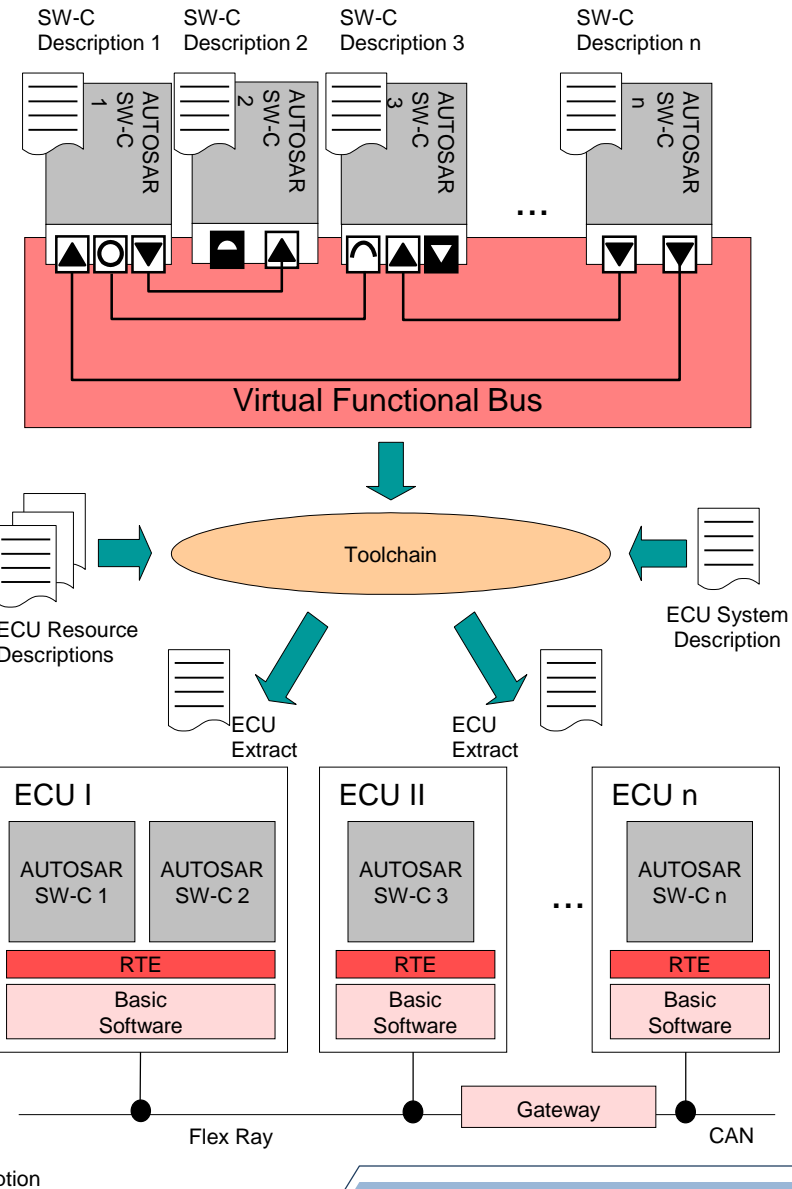 SW-C
Description 1
SW-C
Description 2
SW-C
Description 3
SW-C
Description n
AUTOSAR
SW-C
1
AUTOSAR
SW-C
2
AUTOSAR
SW-C
3
...
AUTOSAR
SW-C
n
Virtual Functional Bus
Toolchain
ECU Resource
Descriptions
ECU System
Description
ECU
Extract
ECU
Extract
ECU I
AUTOSAR
SW-C 1
AUTOSAR
SW-C 2
RTE
Basic
Software
ECU II
AUTOSAR
SW-C 3
RTE
Basic
Software
...
ECU n
AUTOSAR
SW-C n
RTE
Basic
Software
Gateway
Flex Ray
CAN